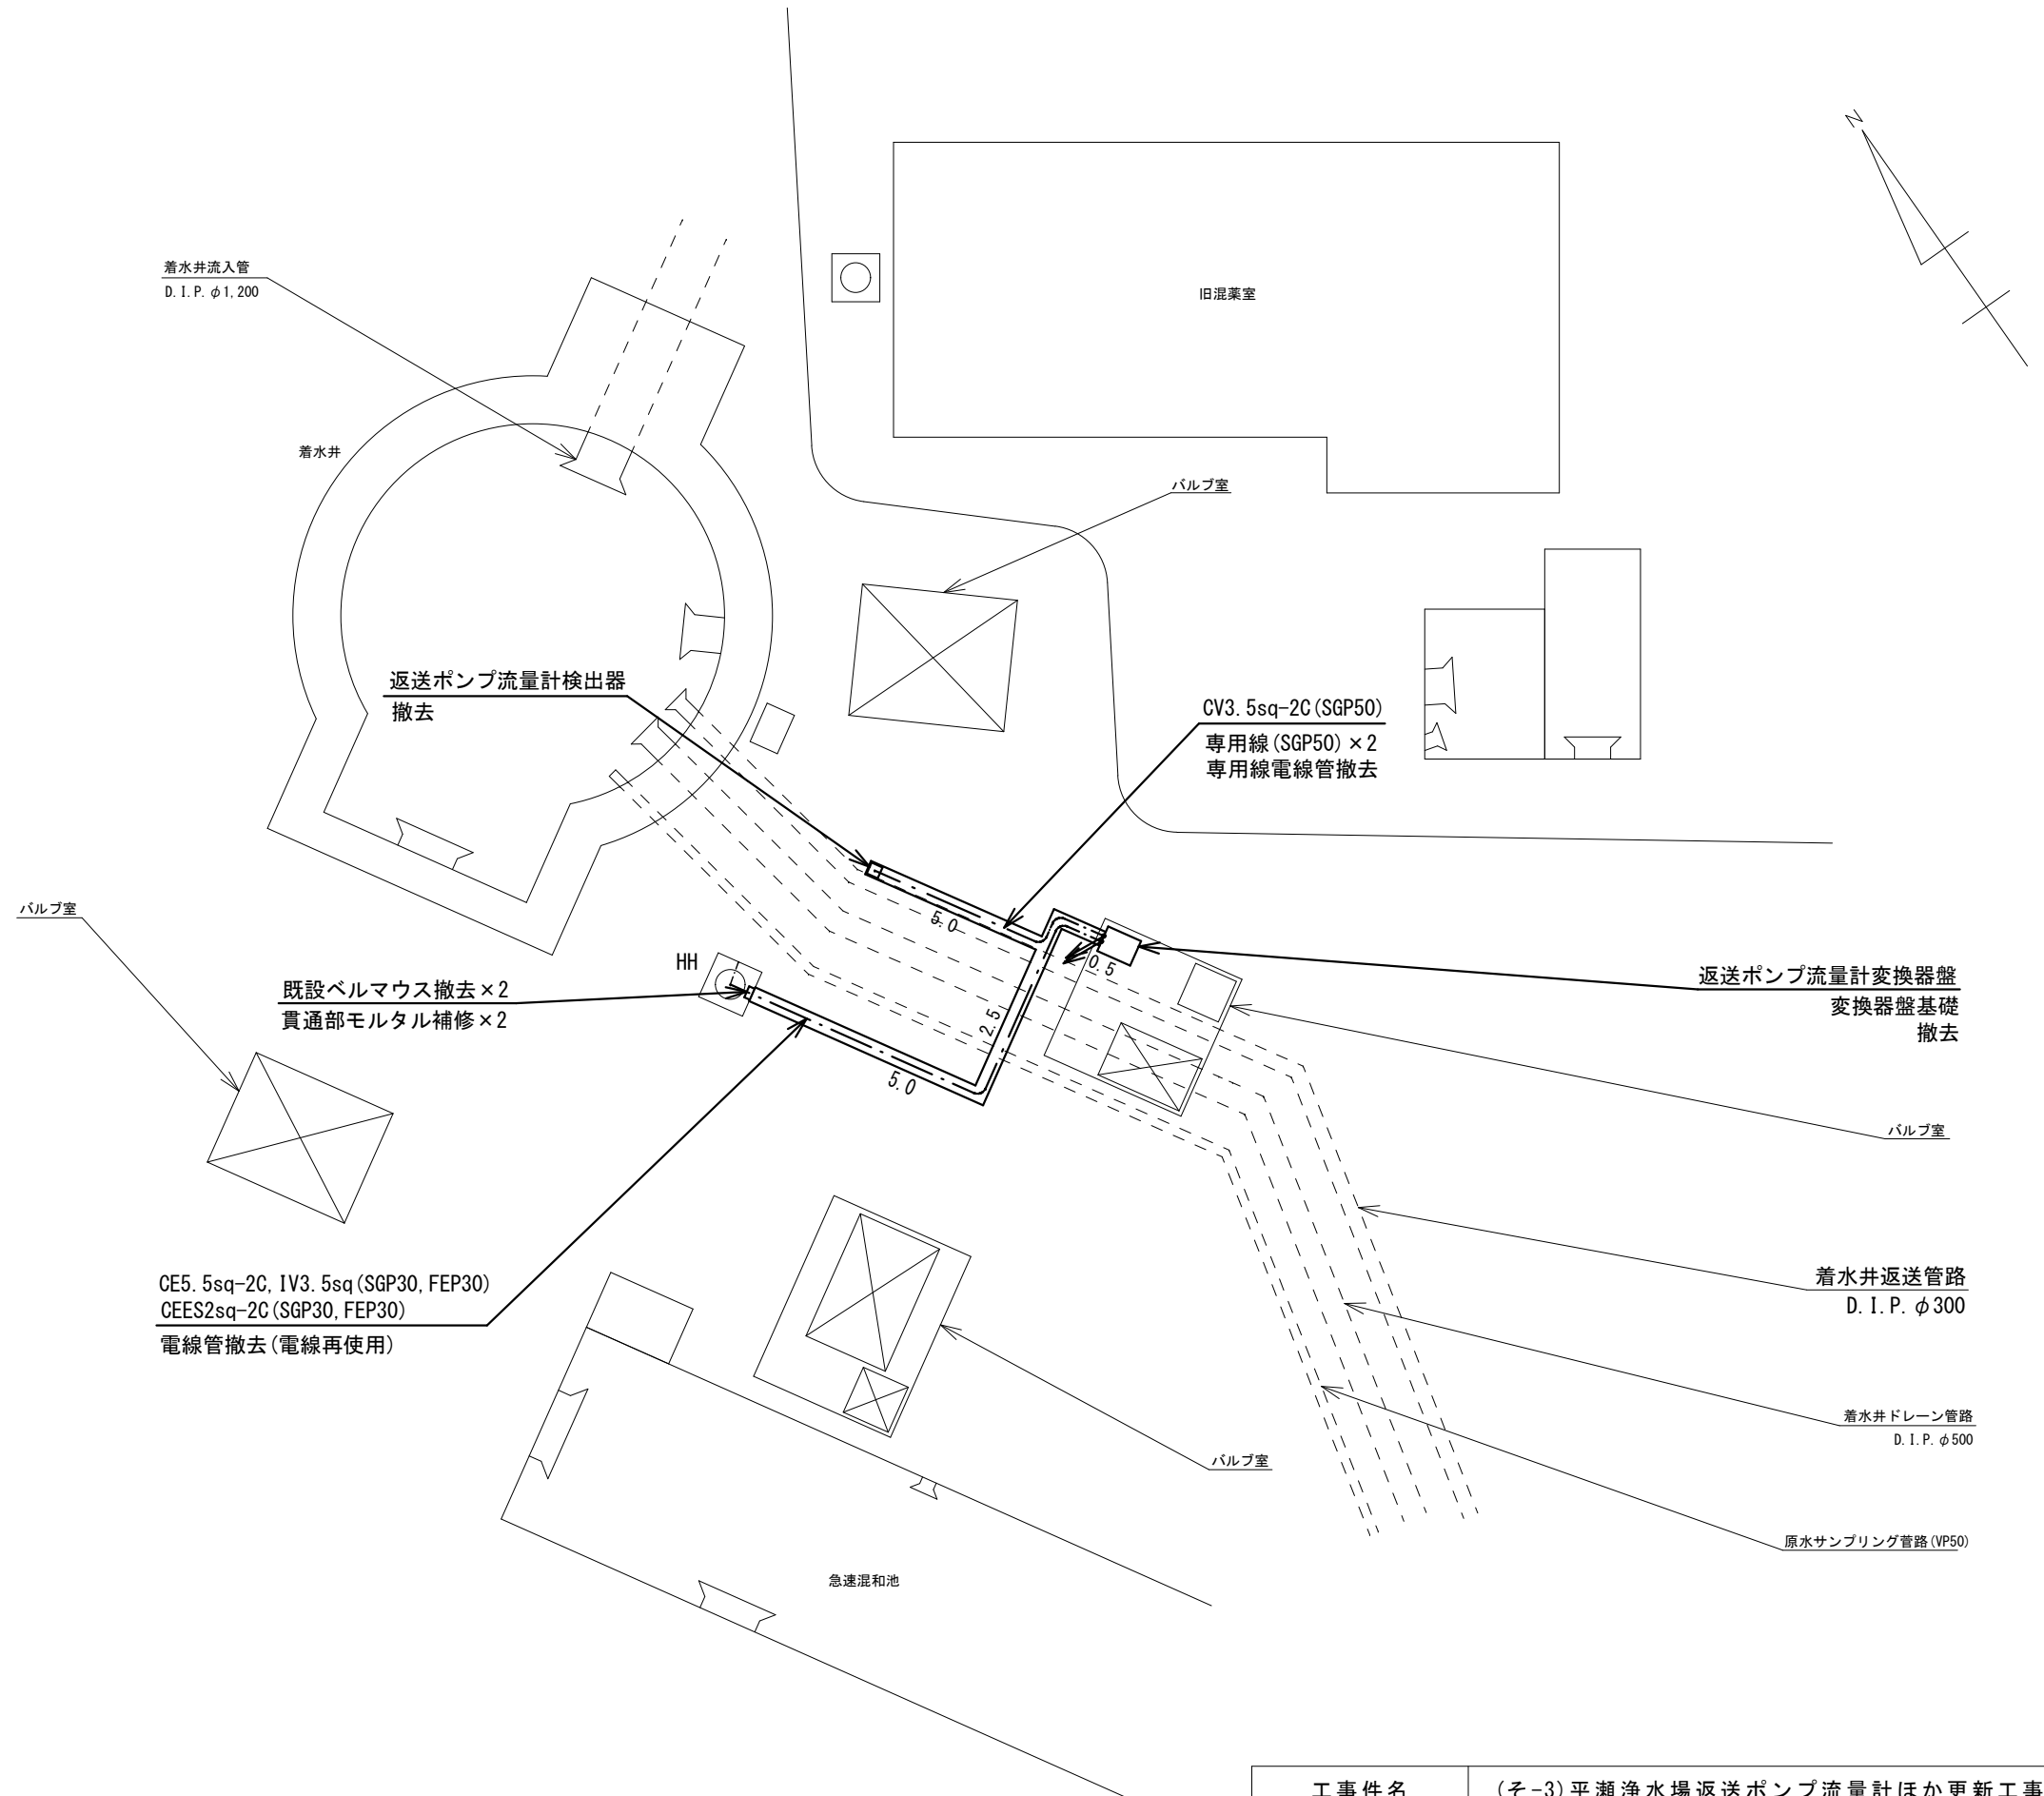 N
着水井流入管
D.I.P.φ1,200
旧混薬室
着水井
バルブ室
返送ポンプ流量計検出器
撤去
CV3.5sq-2C(SGP50)
専用線(SGP50)×2
専用線電線管撤去
バルブ室
5.0
HH
0.5
返送ポンプ流量計変換器盤
変換器盤基礎
撤去
既設ベルマウス撤去×2
貫通部モルタル補修×2
2.5
5.0
バルブ室
CE5.5sq-2C,IV3.5sq(SGP30,FEP30)
CEES2sq-2C(SGP30,FEP30)
電線管撤去(電線再使用)
着水井返送管路
D.I.P.φ300
着水井ドレーン管路
D.I.P.φ500
バルブ室
原水サンプリング菅路(VP50)
急速混和池
工事件名
(そ-3)平瀬浄水場返送ポンプ流量計ほか更新工事